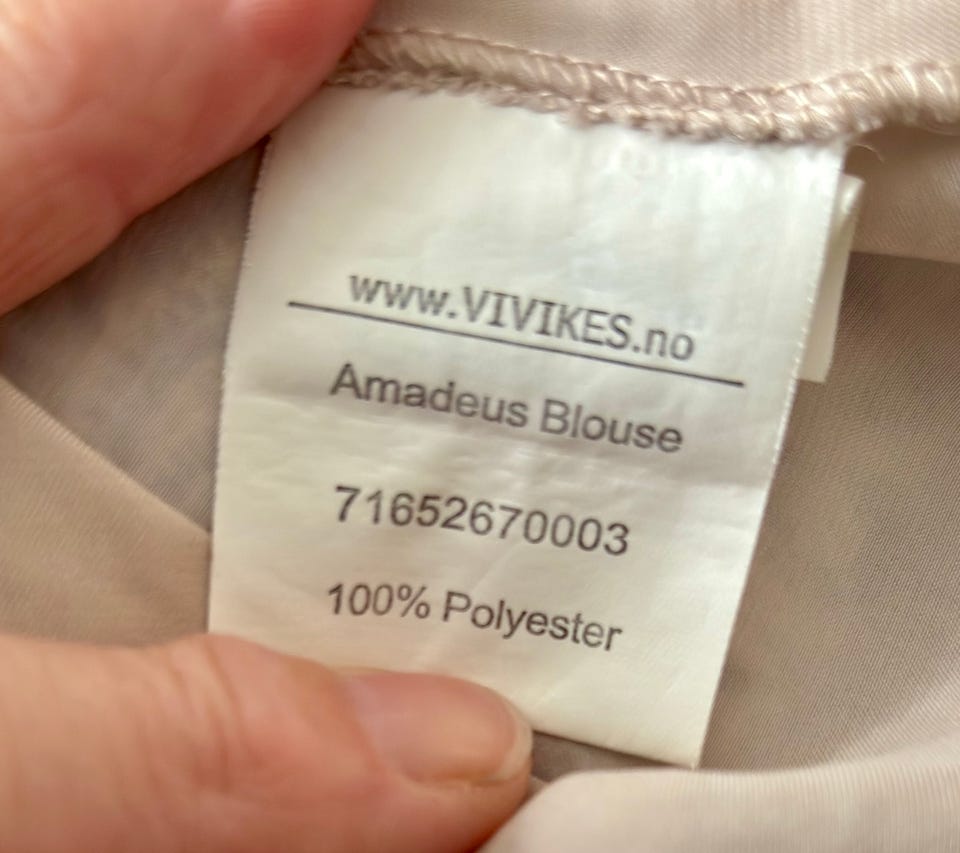 www.VIVIKES.no
Amadeus Blouse
71652670003
100% Polyester